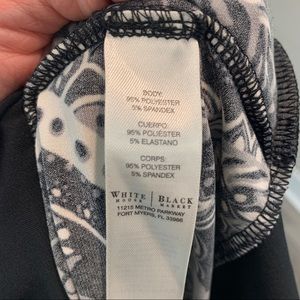 BODY:
95% POLYESTER
5% SPANDEX
CUERPO:
95% POLYESTER
5% ELASTANO
CORPS:
95% POLYESTER
5% SPANDEX
WHITE HOUSE | BLACK MARKET
11215 METRO PARKWAY
FORT MYERS, FL 33966